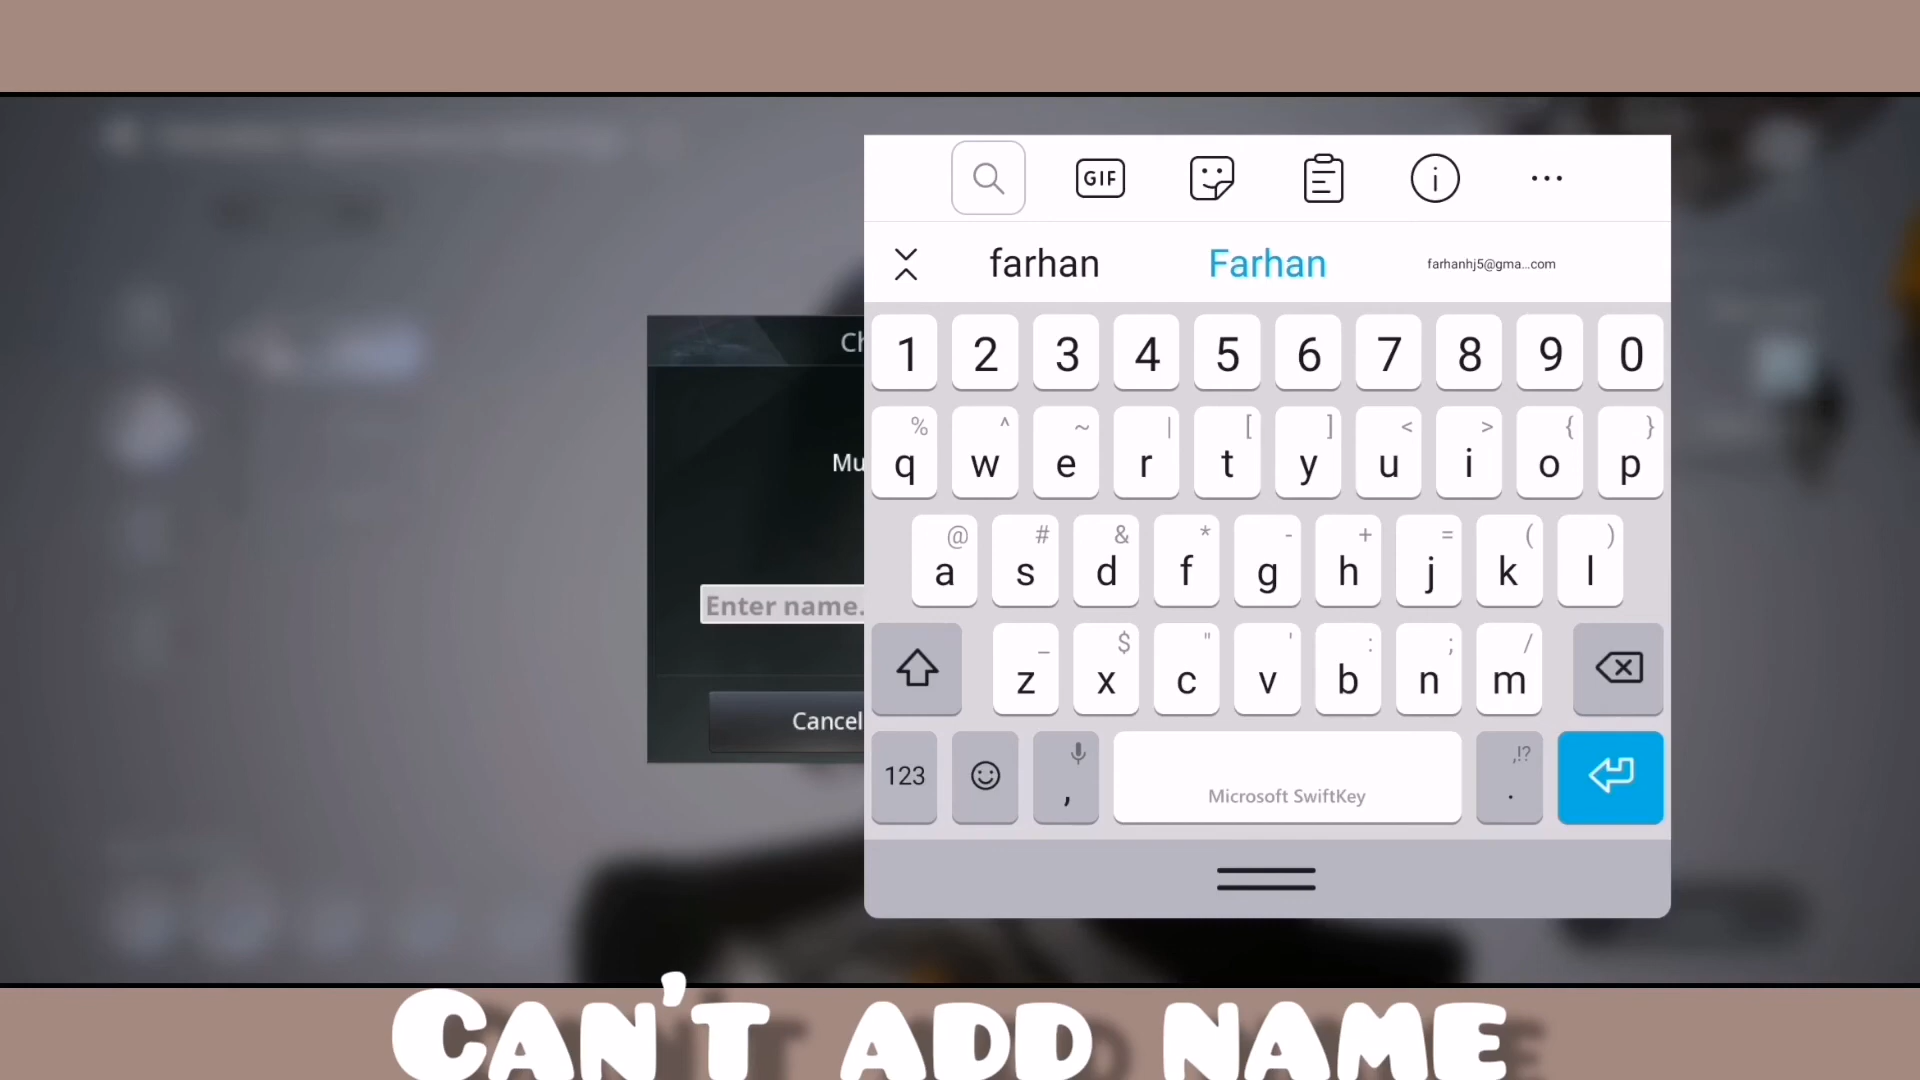 GIF
farhan Farhan farhanhj5@gma...com
Ch
1 2 3 4 5 6 7 8 9 0
% ^ ~ | [ ] < > { }
q w e r t y u i o p
Mu
@ # & * - + = ( )
a s d f g h j k l
Enter name.
_ $ " ' : ; /
z x c v b n m
Cancel
123 , Microsoft SwiftKey ,!? .
CAN'T ADD NAME